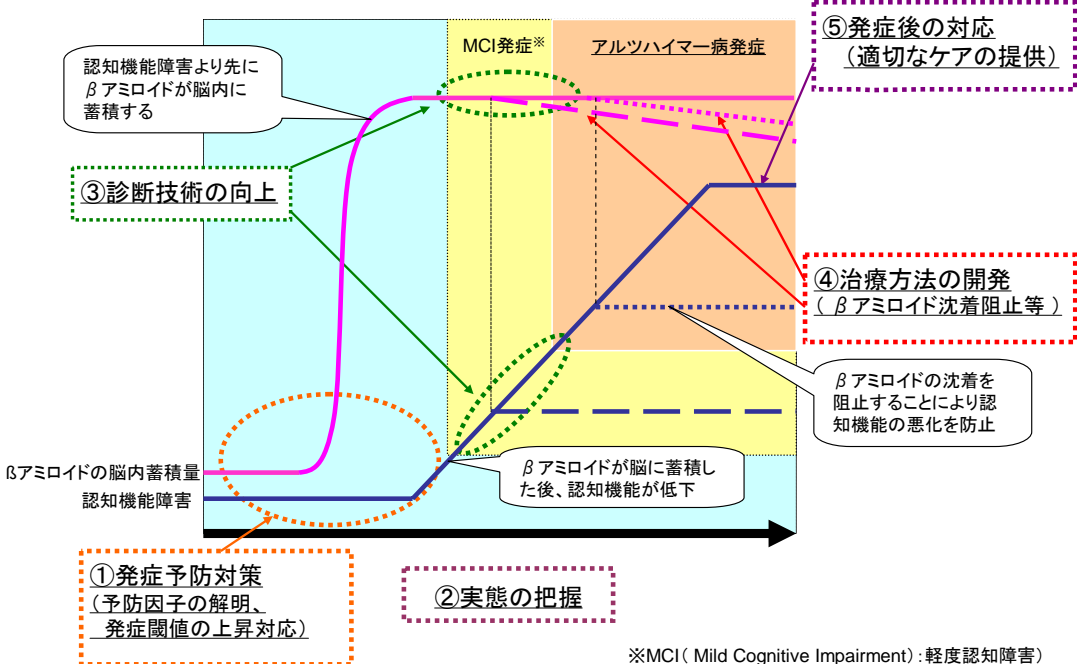 MCI発症※
アルツハイマー病発症
⑤発症後の対応
(適切なケアの提供)
認知機能障害より先に
βアミロイドが脳内に
蓄積する
③診断技術の向上
④治療方法の開発
(βアミロイド沈着阻止等)
βアミロイドの沈着を
阻止することにより認
知機能の悪化を防止
ßアミロイドの脳内蓄積量
認知機能障害
βアミロイドが脳に蓄積し
た後、認知機能が低下
①発症予防対策
(予防因子の解明、
発症閾値の上昇対応)
②実態の把握
※MCI( Mild Cognitive Impairment):軽度認知障害)